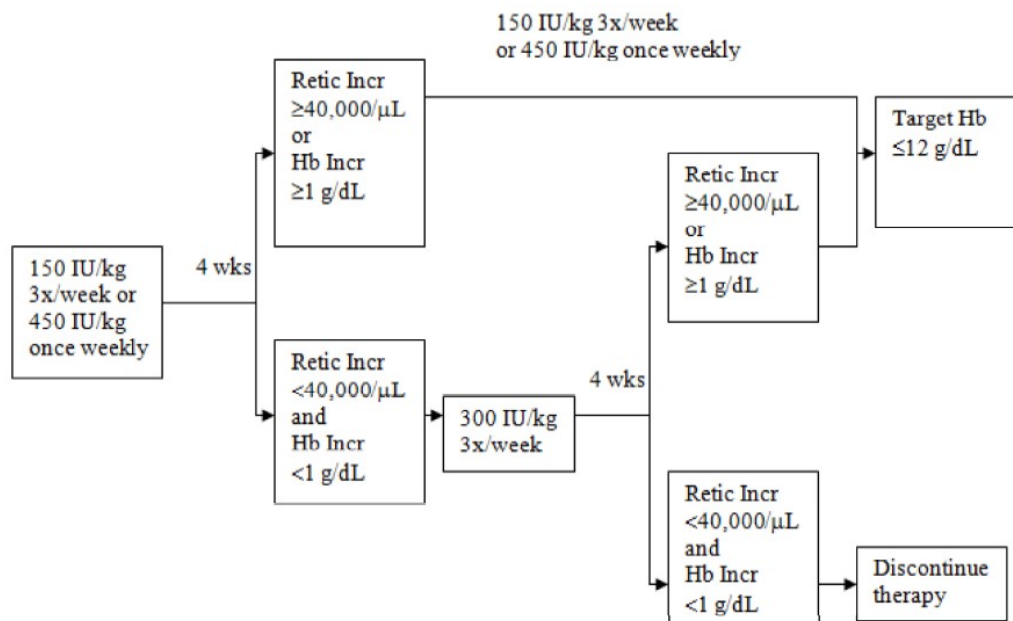 150 IU/kg 3x/week
or 450 IU/kg once weekly
Retic Incr
≥40,000/μL
or
Hb Incr
≥1 g/dL
Target Hb
≤12 g/dL
Retic Incr
≥40,000/μL
or
Hb Incr
≥1 g/dL
150 IU/kg
3x/week or
450 IU/kg
once weekly
4 wks
Retic Incr
<40,000/μL
and
Hb Incr
<1 g/dL
300 IU/kg
3x/week
4 wks
Retic Incr
<40,000/μL
and
Hb Incr
<1 g/dL
Discontinue
therapy